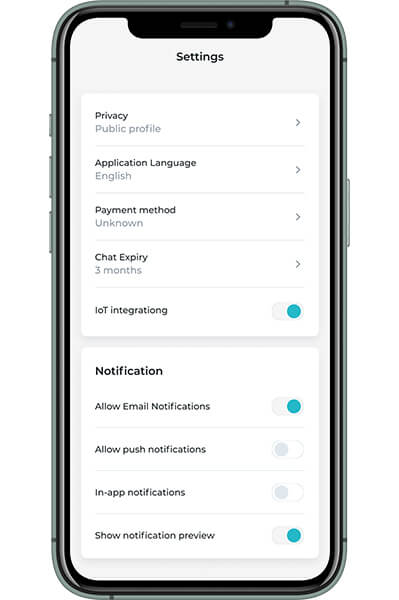 Settings
Privacy
Public profile
Application Language
English
Payment method
Unknown
Chat Expiry
3 months
IoT integrationg
Notification
Allow Email Notifications
Allow push notifications
In-app notifications
Show notification preview